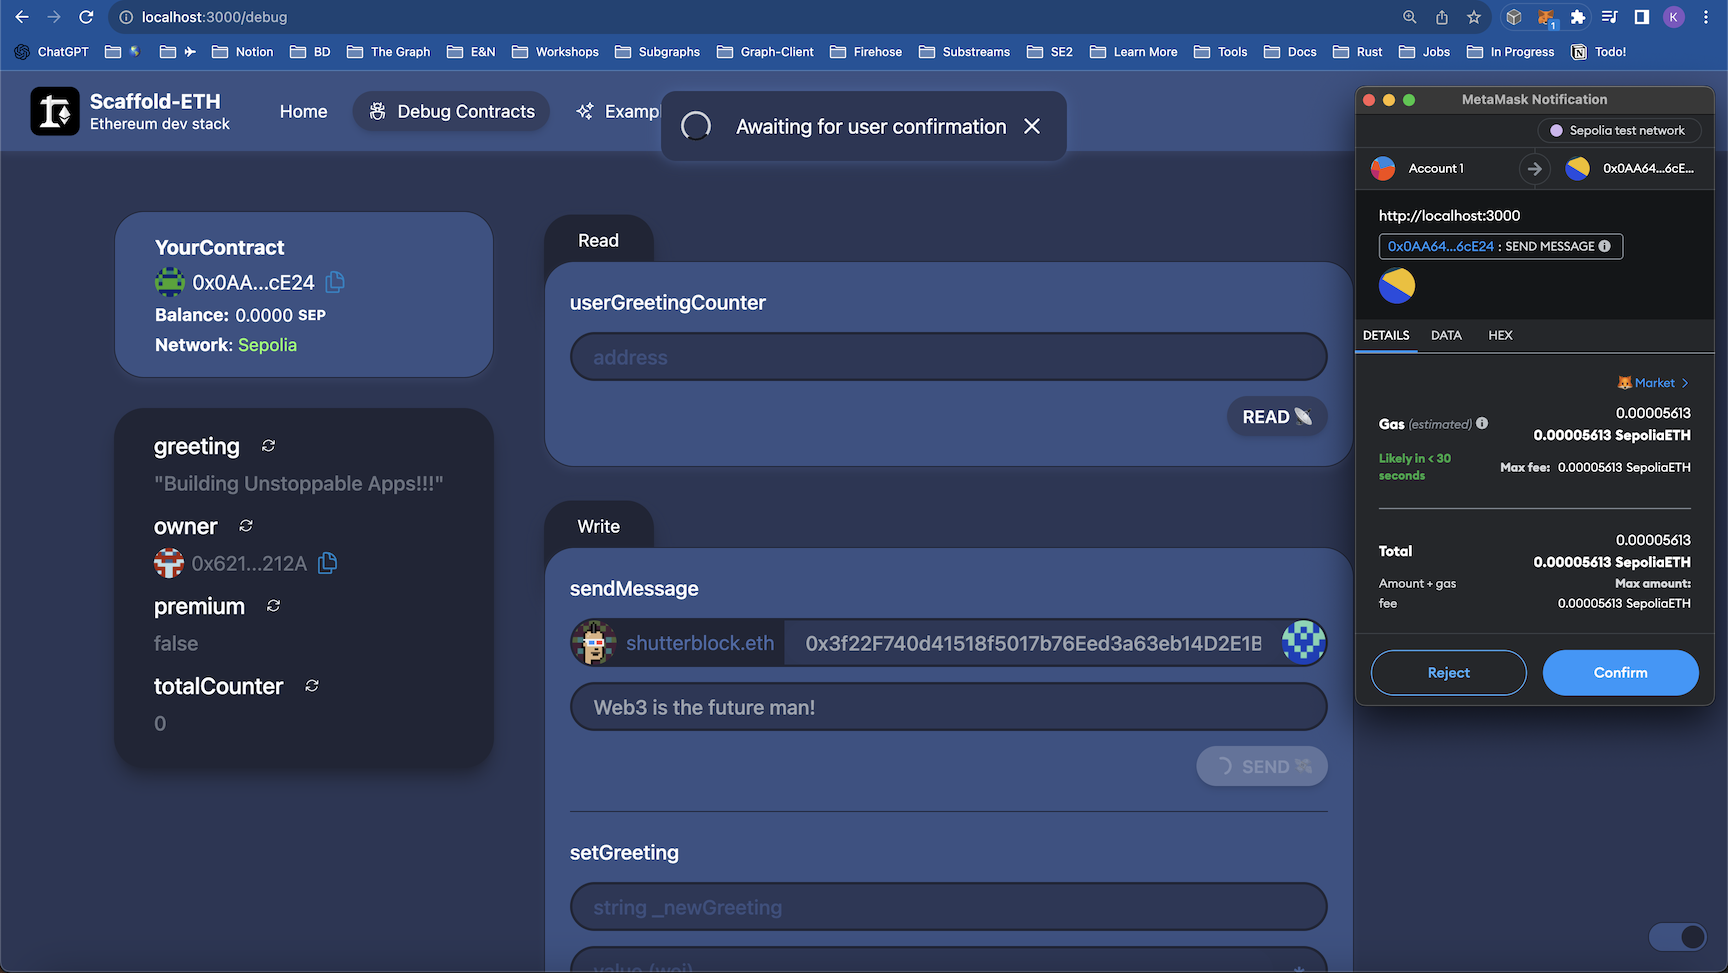 localhost:3000/debug
K
1
ChatGPT
Notion
BD
The Graph
E&N
Workshops
Subgraphs
Graph-Client
Firehose
Substreams
SE2
Learn More
Tools
Docs
Rust
Jobs
In Progress
Todo!
Scaffold-ETH
Ethereum dev stack
Home
Debug Contracts
Examp
Awaiting for user confirmation
YourContract
0x0AA...cE24
Balance: 0.0000 SEP
Network: Sepolia
greeting
"Building Unstoppable Apps!!!"
owner
0x621...212A
premium
false
totalCounter
0
Read
userGreetingCounter
address
READ
Write
sendMessage
shutterblock.eth
0x3f22F740d41518f5017b76Eed3a63eb14D2E1B
Web3 is the future man!
SEND
setGreeting
string _newGreeting
value (wei)
MetaMask Notification
Sepolia test network
Account 1
0x0AA64...6cE...
http://localhost:3000
0x0AA64...6cE24 : SEND MESSAGE
DETAILS
DATA
HEX
Market >
0.00005613
Gas (estimated)
0.00005613 SepoliaETH
Likely in < 30
seconds
Max fee: 0.00005613 SepoliaETH
0.00005613
Total
0.00005613 SepoliaETH
Amount + gas
fee
Max amount:
0.00005613 SepoliaETH
Reject
Confirm